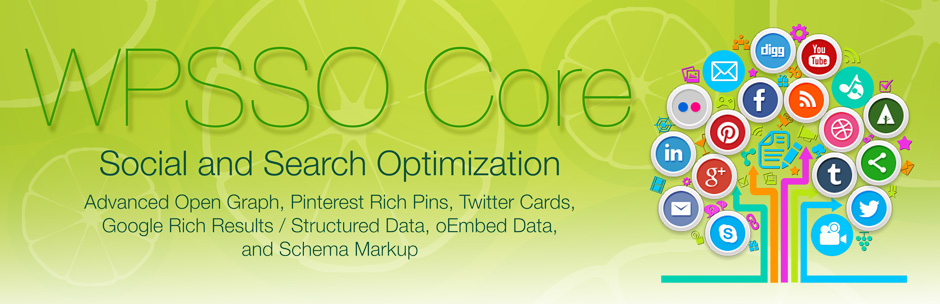 WPSSO Core
Social and Search Optimization
Advanced Open Graph, Pinterest Rich Pins, Twitter Cards,
Google Rich Results / Structured Data, oEmbed Data,
and Schema Markup
digg
You
Tube
in
g+